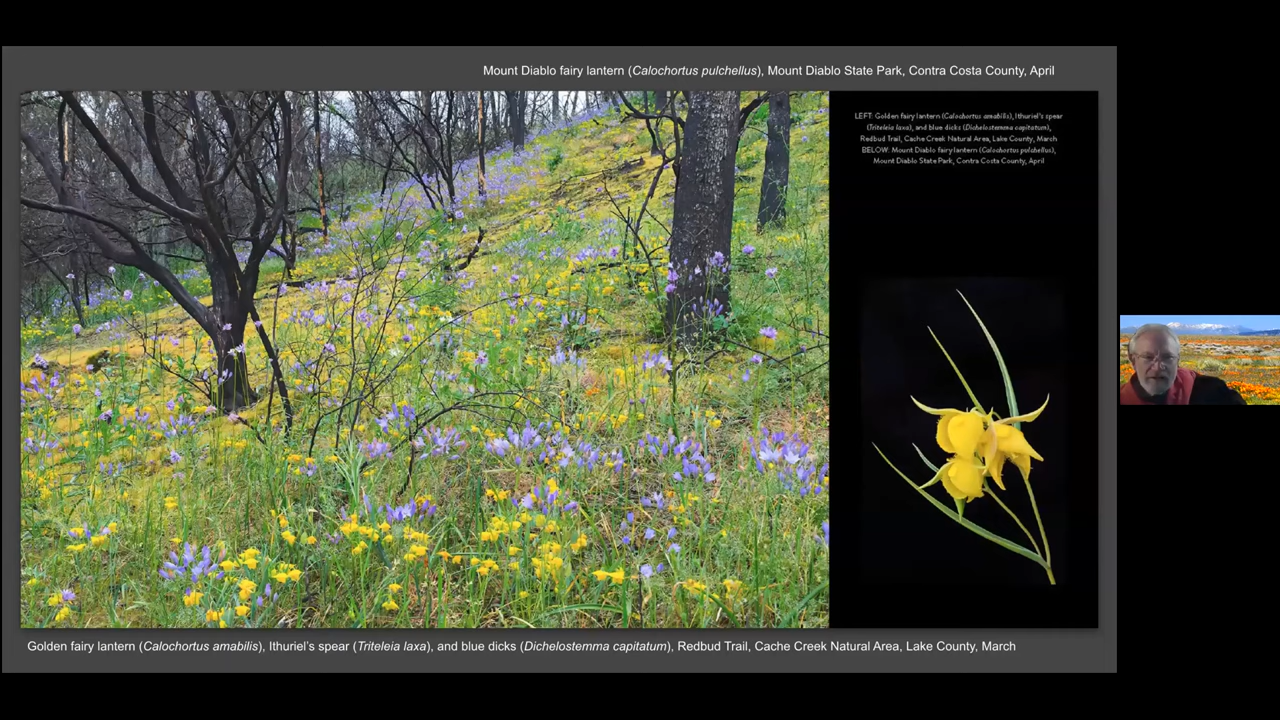 Mount Diablo fairy lantern (Calochortus pulchellus), Mount Diablo State Park, Contra Costa County, April
LEFT: Golden fairy lantern (Calochortus amabilis), Ithuriel's spear
(Triteleia laxa), and blue dicks (Dichelostemma capitatum),
Redbud Trail, Cache Creek Natural Area, Lake County, March
BELOW: Mount Diablo fairy lantern (Calochortus pulchellus),
Mount Diablo State Park, Contra Costa County, April
Golden fairy lantern (Calochortus amabilis), Ithuriel's spear (Triteleia laxa), and blue dicks (Dichelostemma capitatum), Redbud Trail, Cache Creek Natural Area, Lake County, March